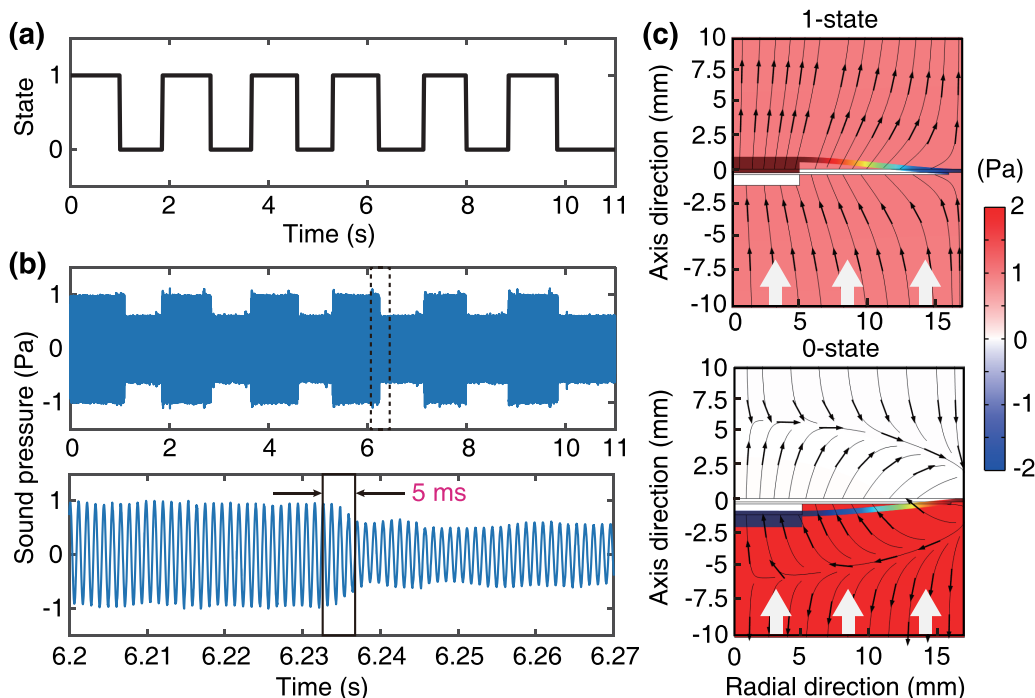 (a)
State
1
0
0 2 4 6 8 10 11
Time (s)
(b)
Sound pressure (Pa)
1
0
-1
0 2 4 6 8 10 11
1
0
-1
5 ms
6.2 6.21 6.22 6.23 6.24 6.25 6.26 6.27
Time (s)
(c)
1-state
Axis direction (mm)
10
7.5
5
2.5
0
-2.5
-5
-7.5
-10
0 5 10 15
0-state
Axis direction (mm)
10
7.5
5
2.5
0
-2.5
-5
-7.5
10
0 5 10 15
Radial direction (mm)
(Pa)
2
1
0
-1
-2